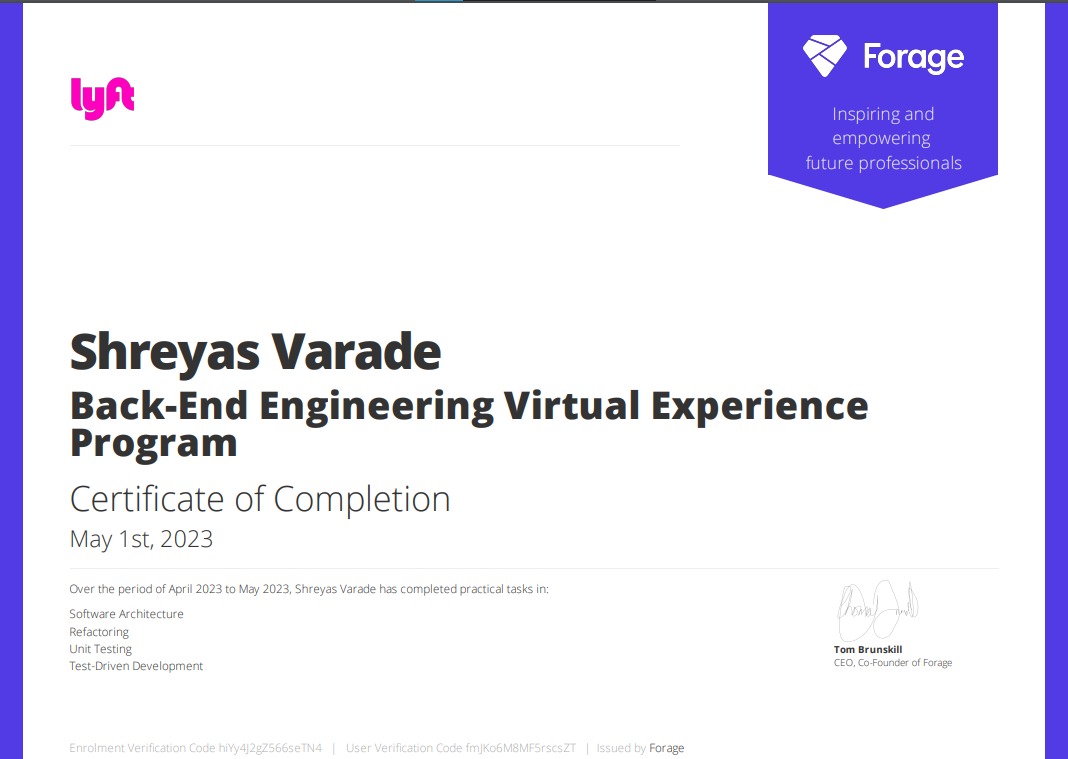 lyft
Forage
Inspiring and
empowering
future professionals
Shreyas Varade
Back-End Engineering Virtual Experience
Program
Certificate of Completion
May 1st, 2023
Over the period of April 2023 to May 2023, Shreyas Varade has completed practical tasks in:
Software Architecture
Refactoring
Unit Testing
Test-Driven Development
Tom Brunskill
CEO, Co-Founder of Forage
Enrolment Verification Code hiYy4J2gZ566seTN4 | User Verification Code fmJKo6M8MF5rscsZT | Issued by Forage